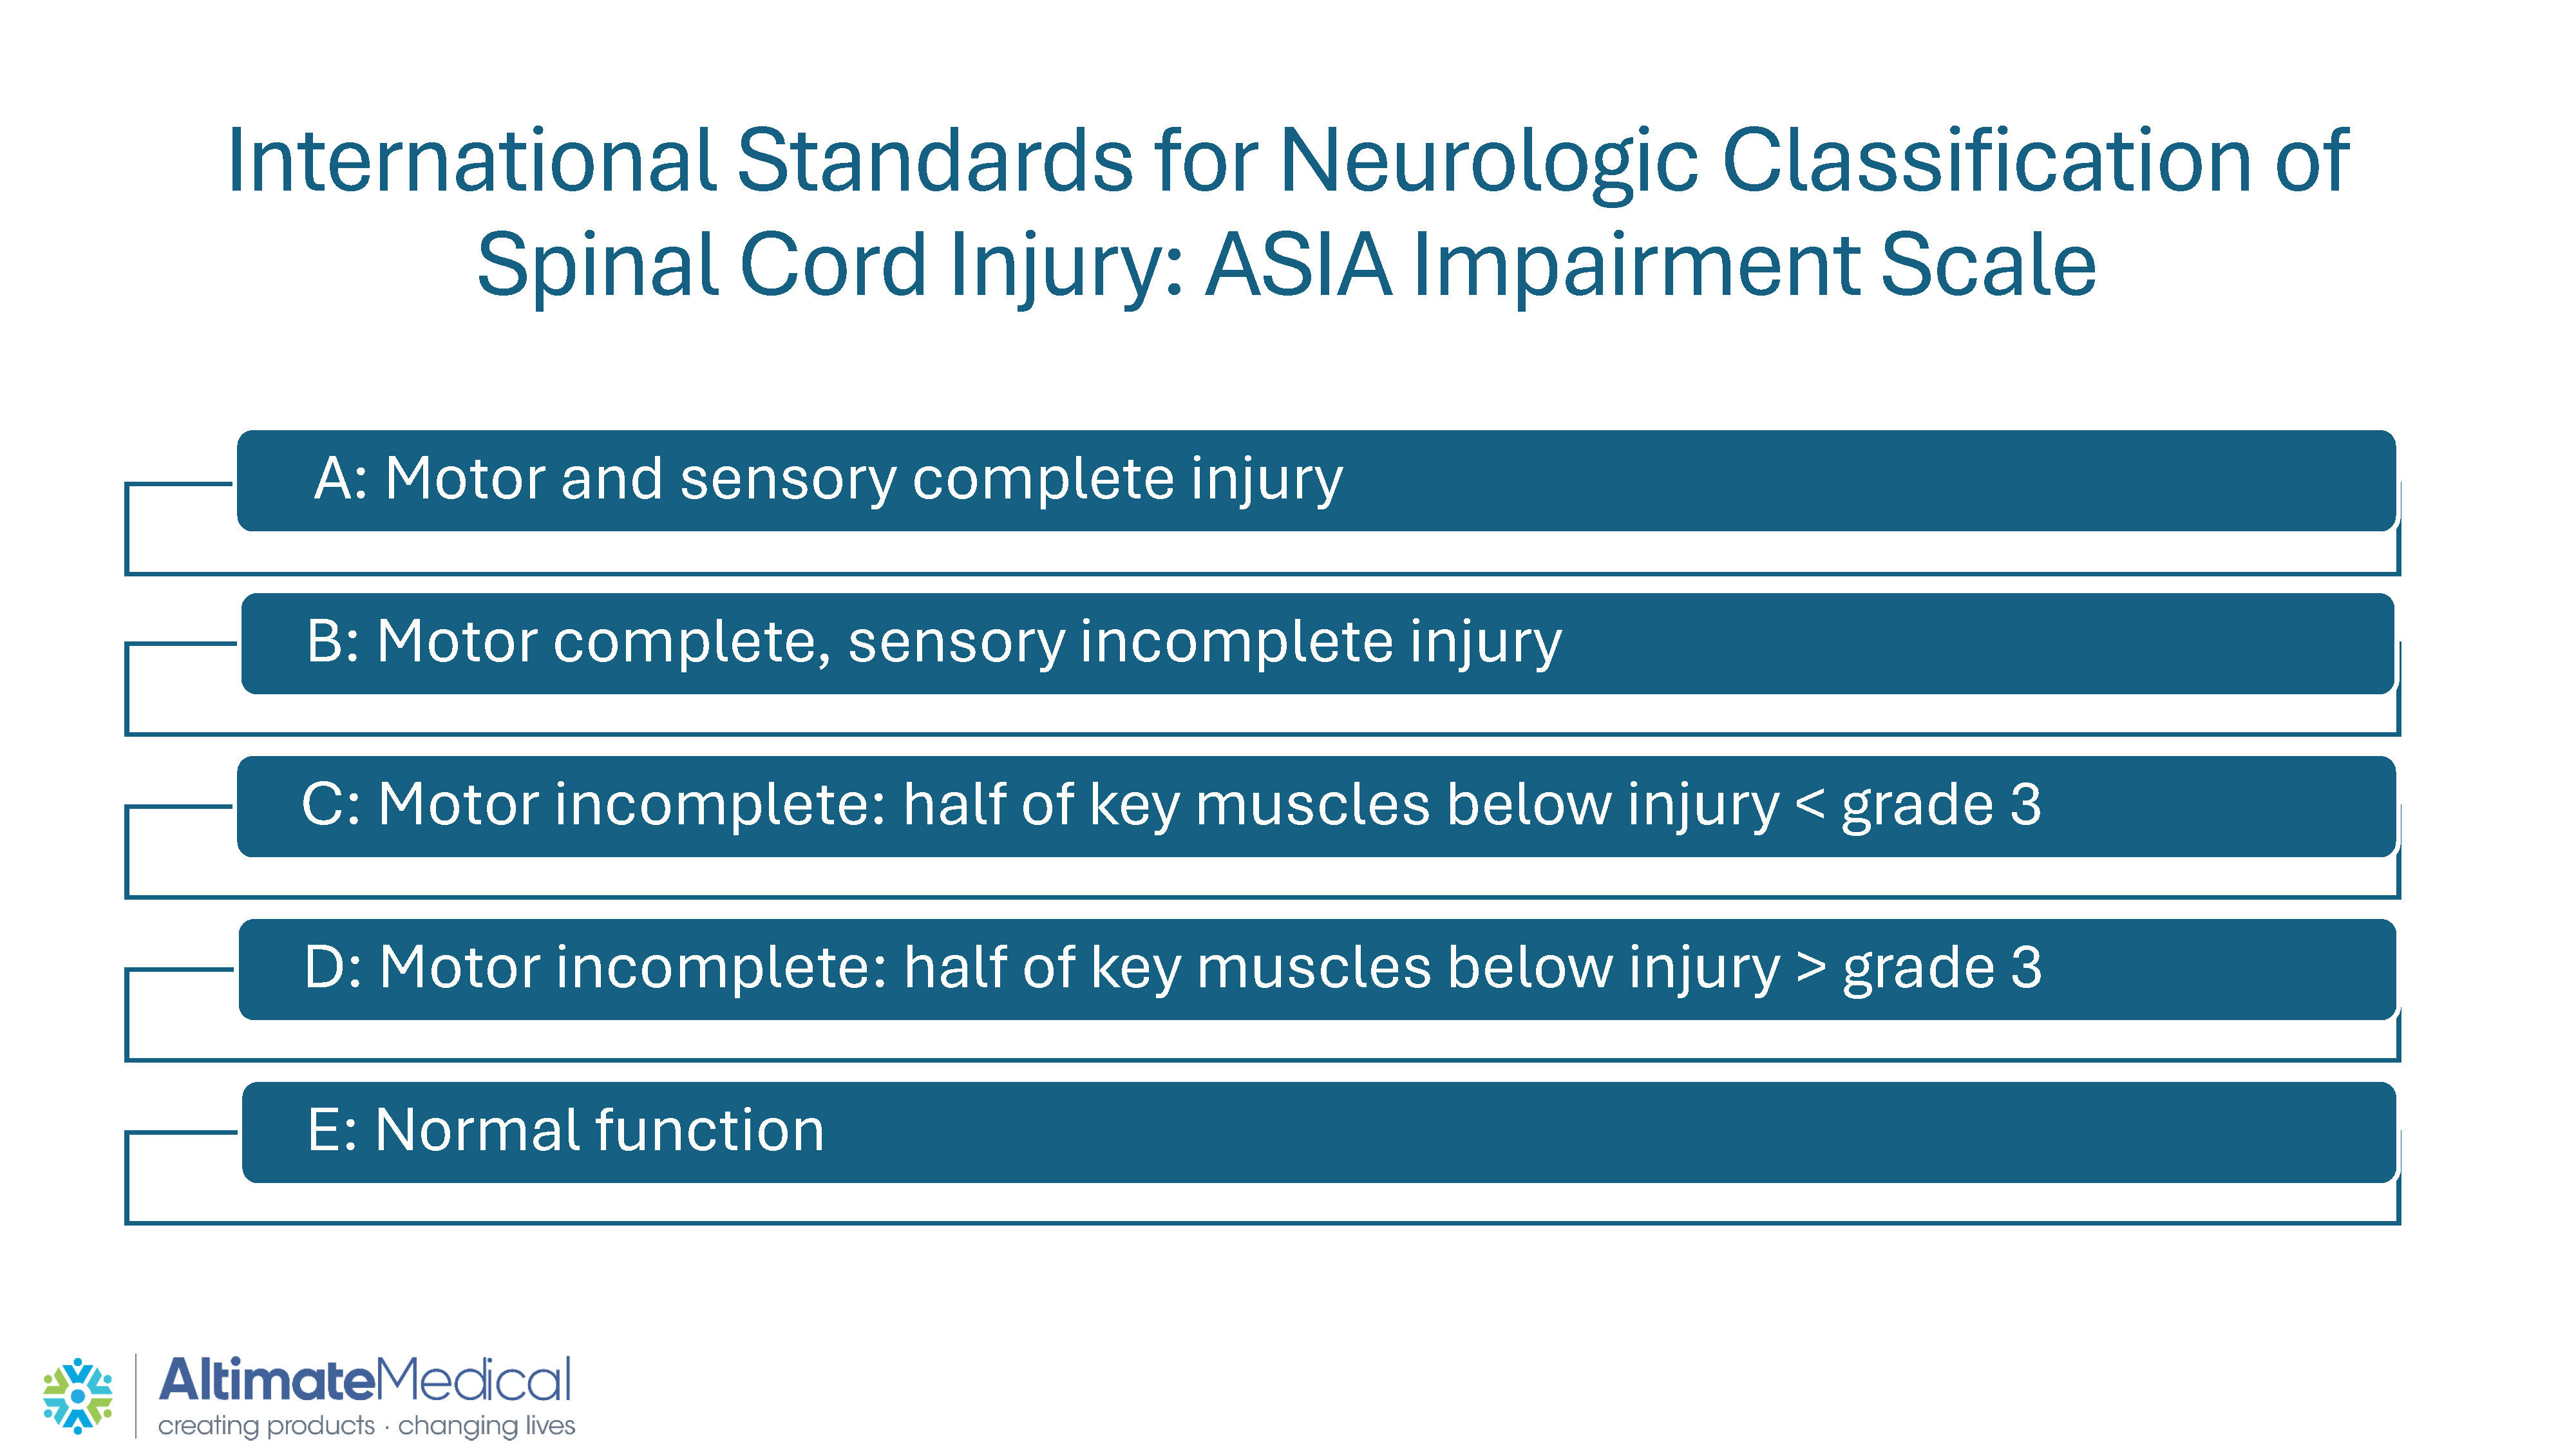 International Standards for Neurologic Classification of
Spinal Cord Injury: ASIA Impairment Scale
A: Motor and sensory complete injury
B: Motor complete, sensory incomplete injury
C: Motor incomplete: half of key muscles below injury < grade 3
D: Motor incomplete: half of key muscles below injury > grade 3
E: Normal function
AltimateMedical
creating products · changing lives